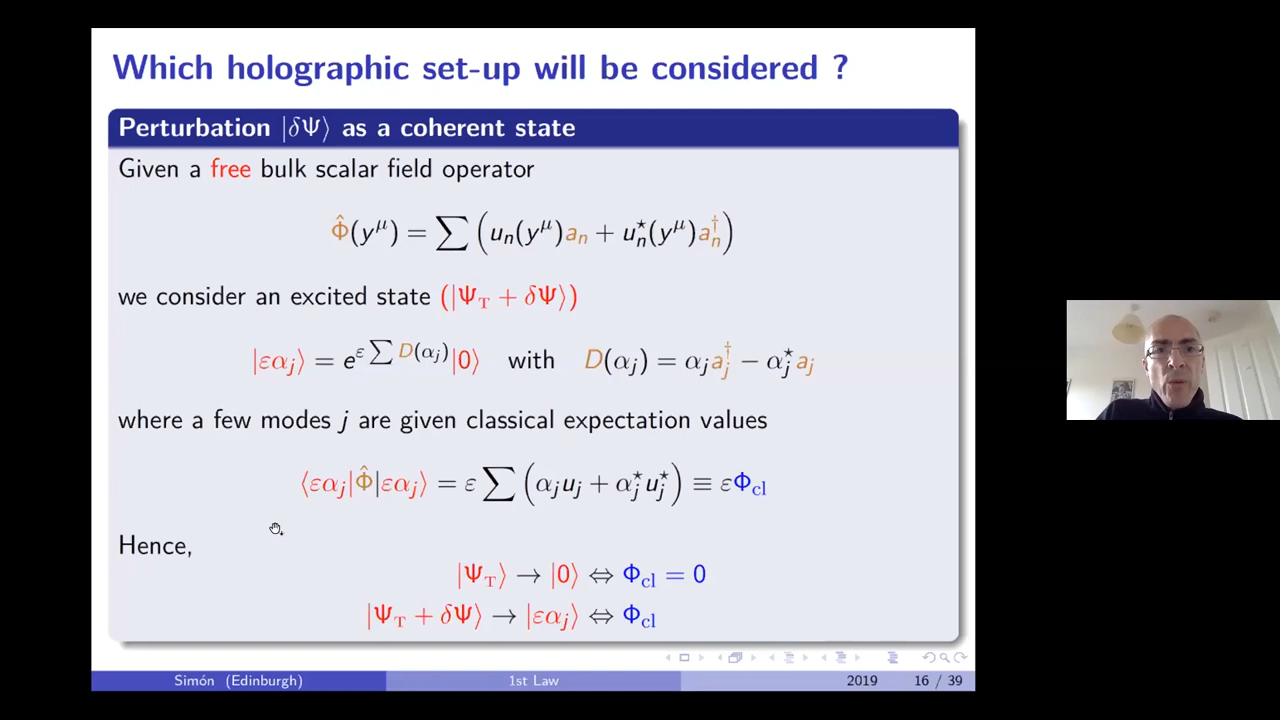 Which holographic set-up will be considered ?
Perturbation |δΨ⟩ as a coherent state
Given a free bulk scalar field operator
Φ̂(y^μ) = ∑ (u_n(y^μ)a_n + u_n^⋆(y^μ)a_n^†)
we consider an excited state (|Ψ_T + δΨ⟩)
|εα_j⟩ = e^{ε ∑ D(α_j)}|0⟩ with D(α_j) = α_j a_j^† − α_j^⋆ a_j
where a few modes j are given classical expectation values
⟨εα_j|Φ̂|εα_j⟩ = ε ∑ (α_j u_j + α_j^⋆ u_j^⋆) ≡ εΦ_cl
Hence,
|Ψ_T⟩ → |0⟩ ⇔ Φ_cl = 0
|Ψ_T + δΨ⟩ → |εα_j⟩ ⇔ Φ_cl
Simón (Edinburgh) 1st Law 2019 16 / 39